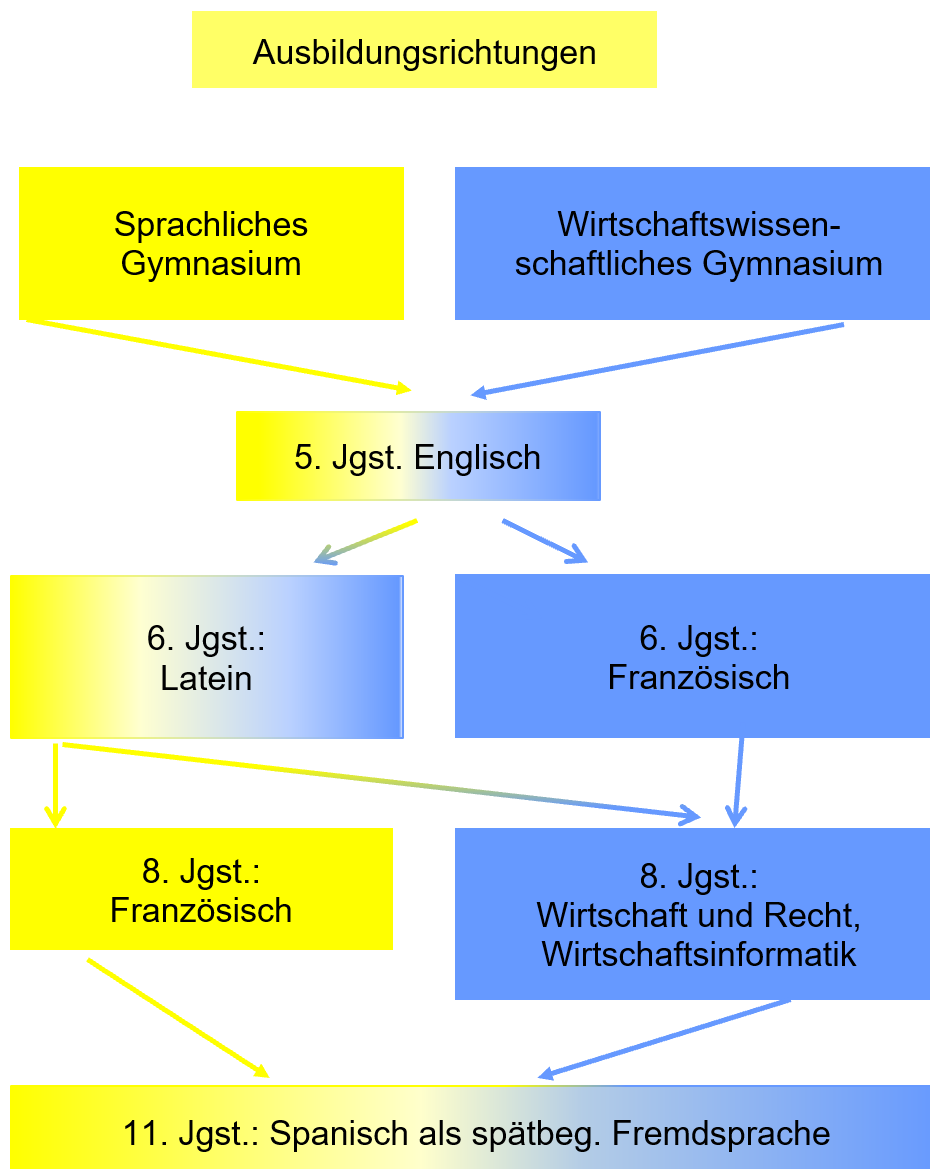 Ausbildungsrichtungen
Sprachliches
Gymnasium
Wirtschaftswissen-
schaftliches Gymnasium
5. Jgst. Englisch
6. Jgst.:
Latein
6. Jgst.:
Französisch
8. Jgst.:
Französisch
8. Jgst.:
Wirtschaft und Recht,
Wirtschaftsinformatik
11. Jgst.: Spanisch als spätbeg. Fremdsprache